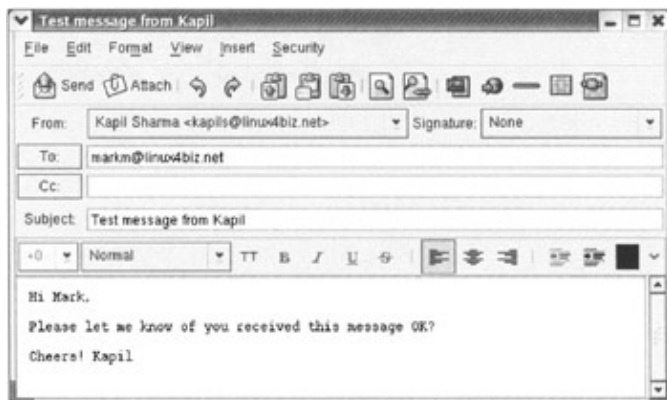 Test message from Kapil
File Edit Format View Insert Security
Send Attach
From: Kapil Sharma <kapils@linux4biz.net> Signature: None
To: markm@linux4biz.net
Cc:
Subject: Test message from Kapil
+0 Normal TT B I U S
Hi Mark,
Please let me know of you received this message OK?
Cheers! Kapil